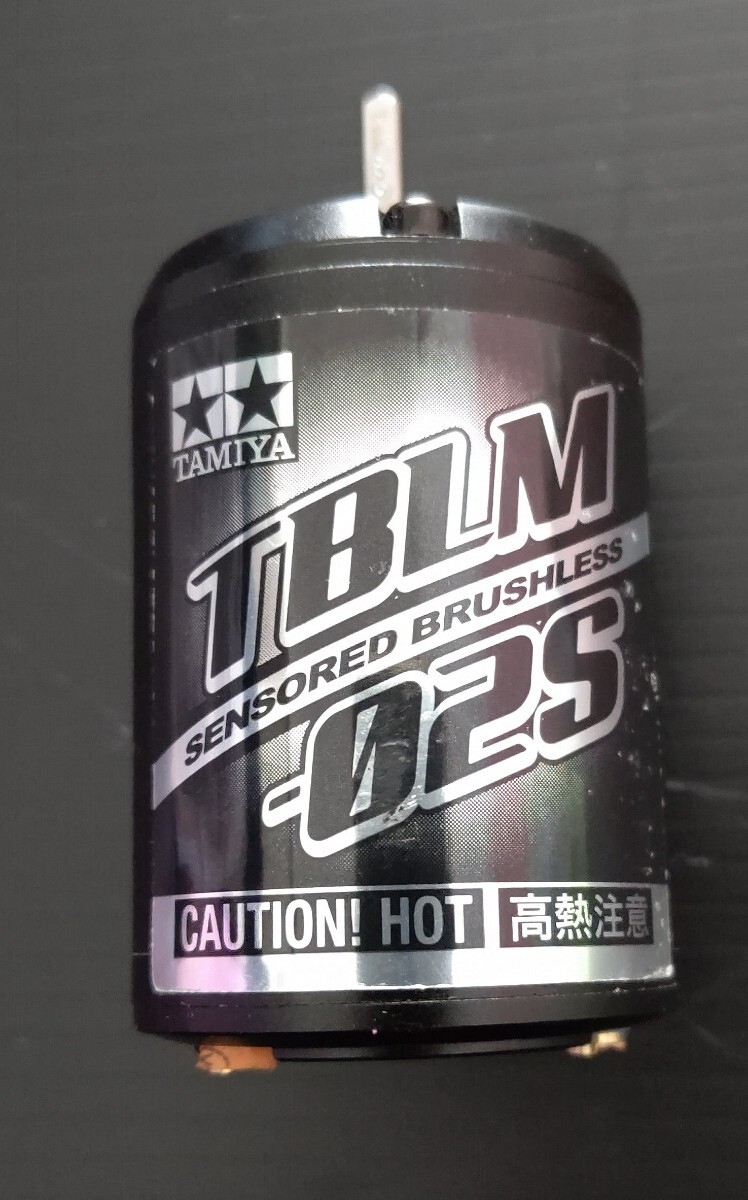 TAMIYA
TBLM
SENSORED BRUSHLESS
-02S
CAUTION! HOT 高熱注意